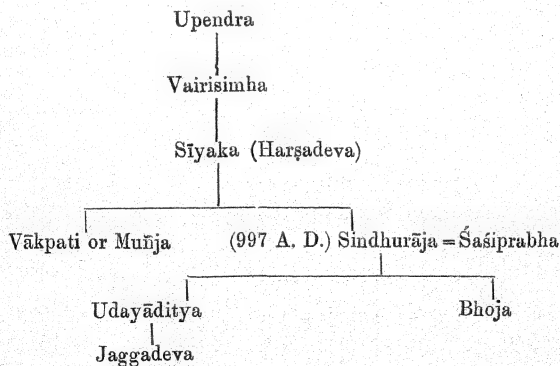 Upendra
Vairisimha
Sīyaka (Harṣadeva)
Vākpati or Muñja (997 A. D.) Sindhurāja = Śaśiprabha
Udayāditya Bhoja
Jaggadeva